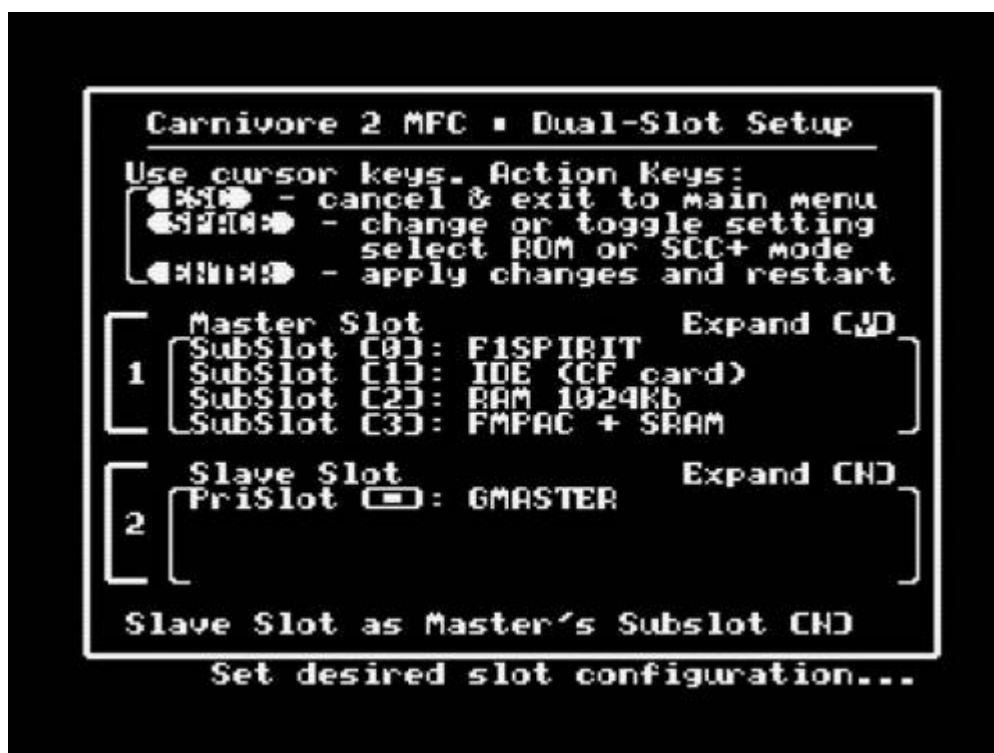 Carnivore 2 MFC ▪ Dual-Slot Setup
Use cursor keys. Action Keys:
ESC - cancel & exit to main menu
SPACE - change or toggle setting
select ROM or SCC+ mode
ENTER - apply changes and restart
Master Slot Expand [Y]
SubSlot [0]: F1SPIRIT
1 SubSlot [1]: IDE (CF card)
SubSlot [2]: RAM 1024Kb
SubSlot [3]: FMPAC + SRAM
Slave Slot Expand [N]
PriSlot [▪]: GMASTER
2
Slave Slot as Master's Subslot [N]
Set desired slot configuration...